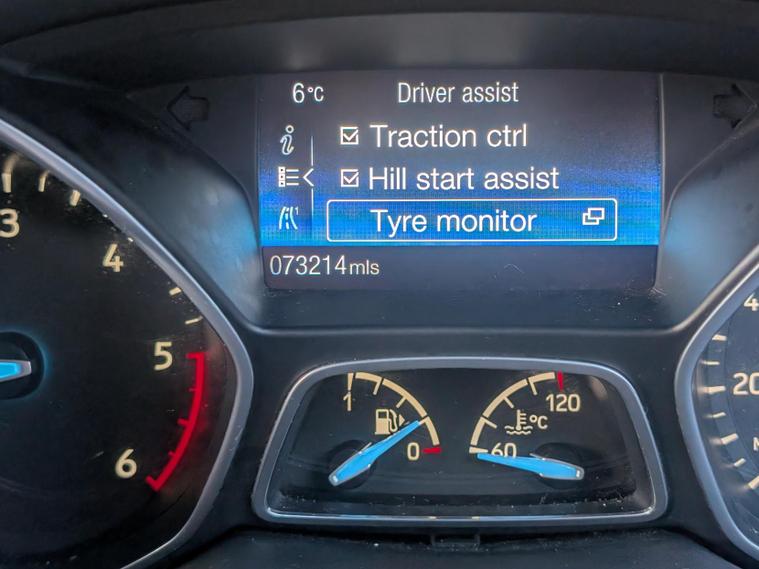 6°C Driver assist
Traction ctrl
Hill start assist
Tyre monitor
073214mls
3
4
5
6
1
0
°C
60
120
20